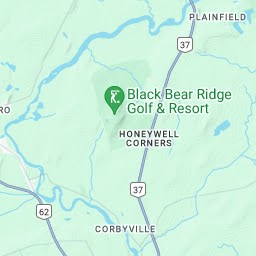 PLAINFIELD
37
Black Bear Ridge
Golf & Resort
RO
HONEYWELL
CORNERS
37
62
CORBYVILLE